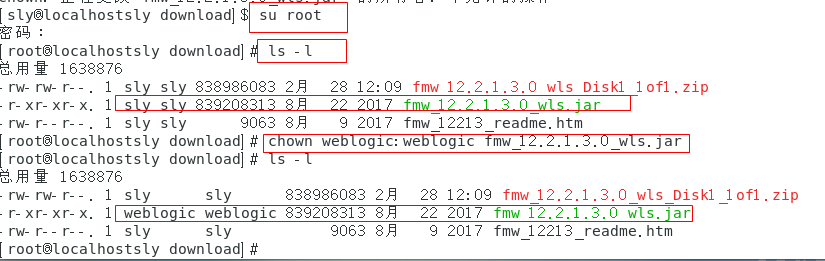 [sly@localhostsly download]$ su root
密码：
[root@localhostsly download]# ls -l
总用量 1638876
-rw-rw-r--. 1 sly sly 838986083 2月  28 12:09 fmw_12.2.1.3.0_wls_Disk1_1of1.zip
-r-xr-xr-x. 1 sly sly 839208313 8月  22 2017 fmw_12.2.1.3.0_wls.jar
-rw-r--r--. 1 sly sly      9063 8月   9 2017 fmw_12213_readme.htm
[root@localhostsly download]# chown weblogic:weblogic fmw_12.2.1.3.0_wls.jar
[root@localhostsly download]# ls -l
总用量 1638876
-rw-rw-r--. 1 sly      sly      838986083 2月  28 12:09 fmw_12.2.1.3.0_wls_Disk1_1of1.zip
-r-xr-xr-x. 1 weblogic weblogic 839208313 8月  22 2017 fmw_12.2.1.3.0_wls.jar
-rw-r--r--. 1 sly      sly           9063 8月   9 2017 fmw_12213_readme.htm
[root@localhostsly download]#